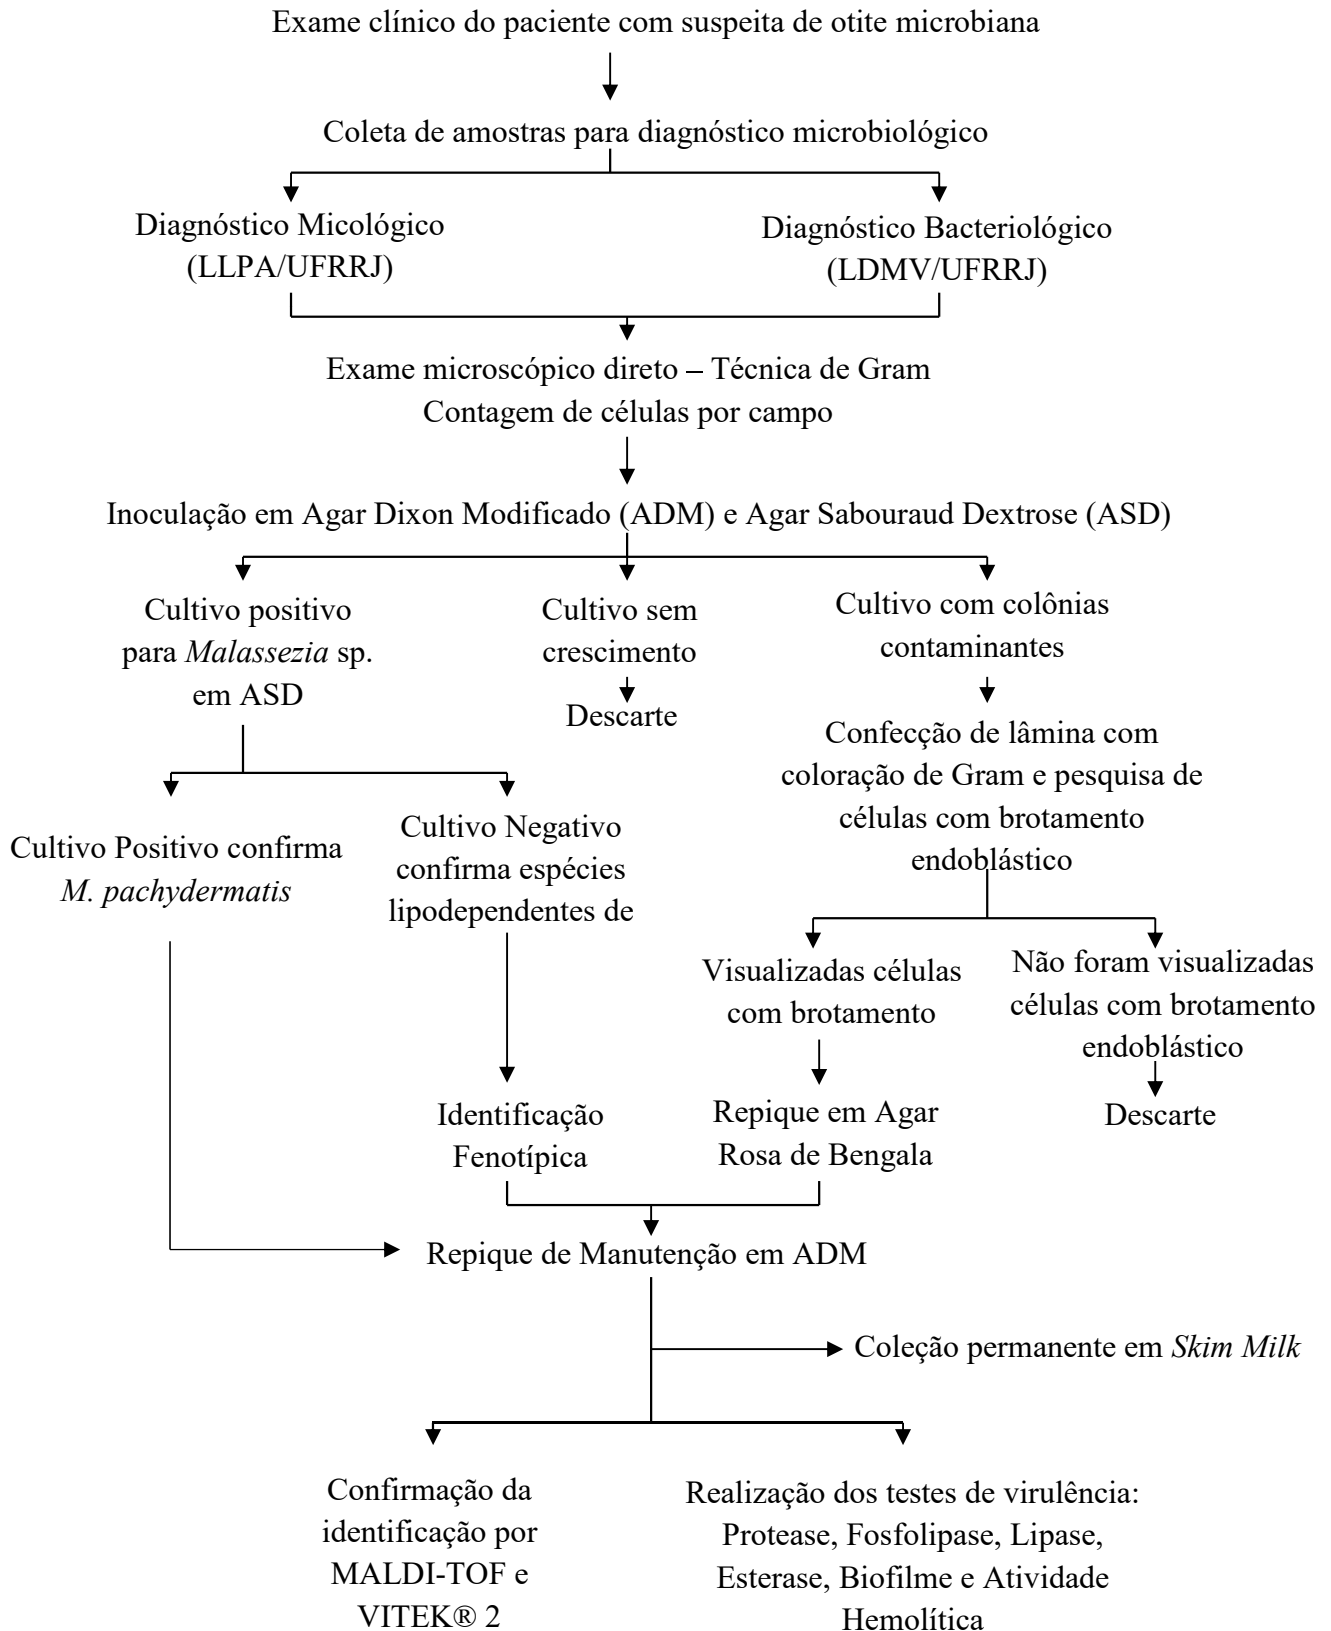 Exame clínico do paciente com suspeita de otite microbiana
Coleta de amostras para diagnóstico microbiológico
Diagnóstico Micológico
(LLPA/UFRRJ)
Diagnóstico Bacteriológico
(LDMV/UFRRJ)
Exame microscópico direto – Técnica de Gram
Contagem de células por campo
Inoculação em Agar Dixon Modificado (ADM) e Agar Sabouraud Dextrose (ASD)
Cultivo positivo
para Malassezia sp.
em ASD
Cultivo sem
crescimento
Descarte
Cultivo com colônias
contaminantes
Confecção de lâmina com
coloração de Gram e pesquisa de
células com brotamento
endoblástico
Cultivo Positivo confirma
M. pachydermatis
Cultivo Negativo
confirma espécies
lipodependentes de
Visualizadas células
com brotamento
Não foram visualizadas
células com brotamento
endoblástico
Identificação
Fenotípica
Repique em Agar
Rosa de Bengala
Descarte
Repique de Manutenção em ADM
Coleção permanente em Skim Milk
Confirmação da
identificação por
MALDI-TOF e
VITEK® 2
Realização dos testes de virulência:
Protease, Fosfolipase, Lipase,
Esterase, Biofilme e Atividade
Hemolítica